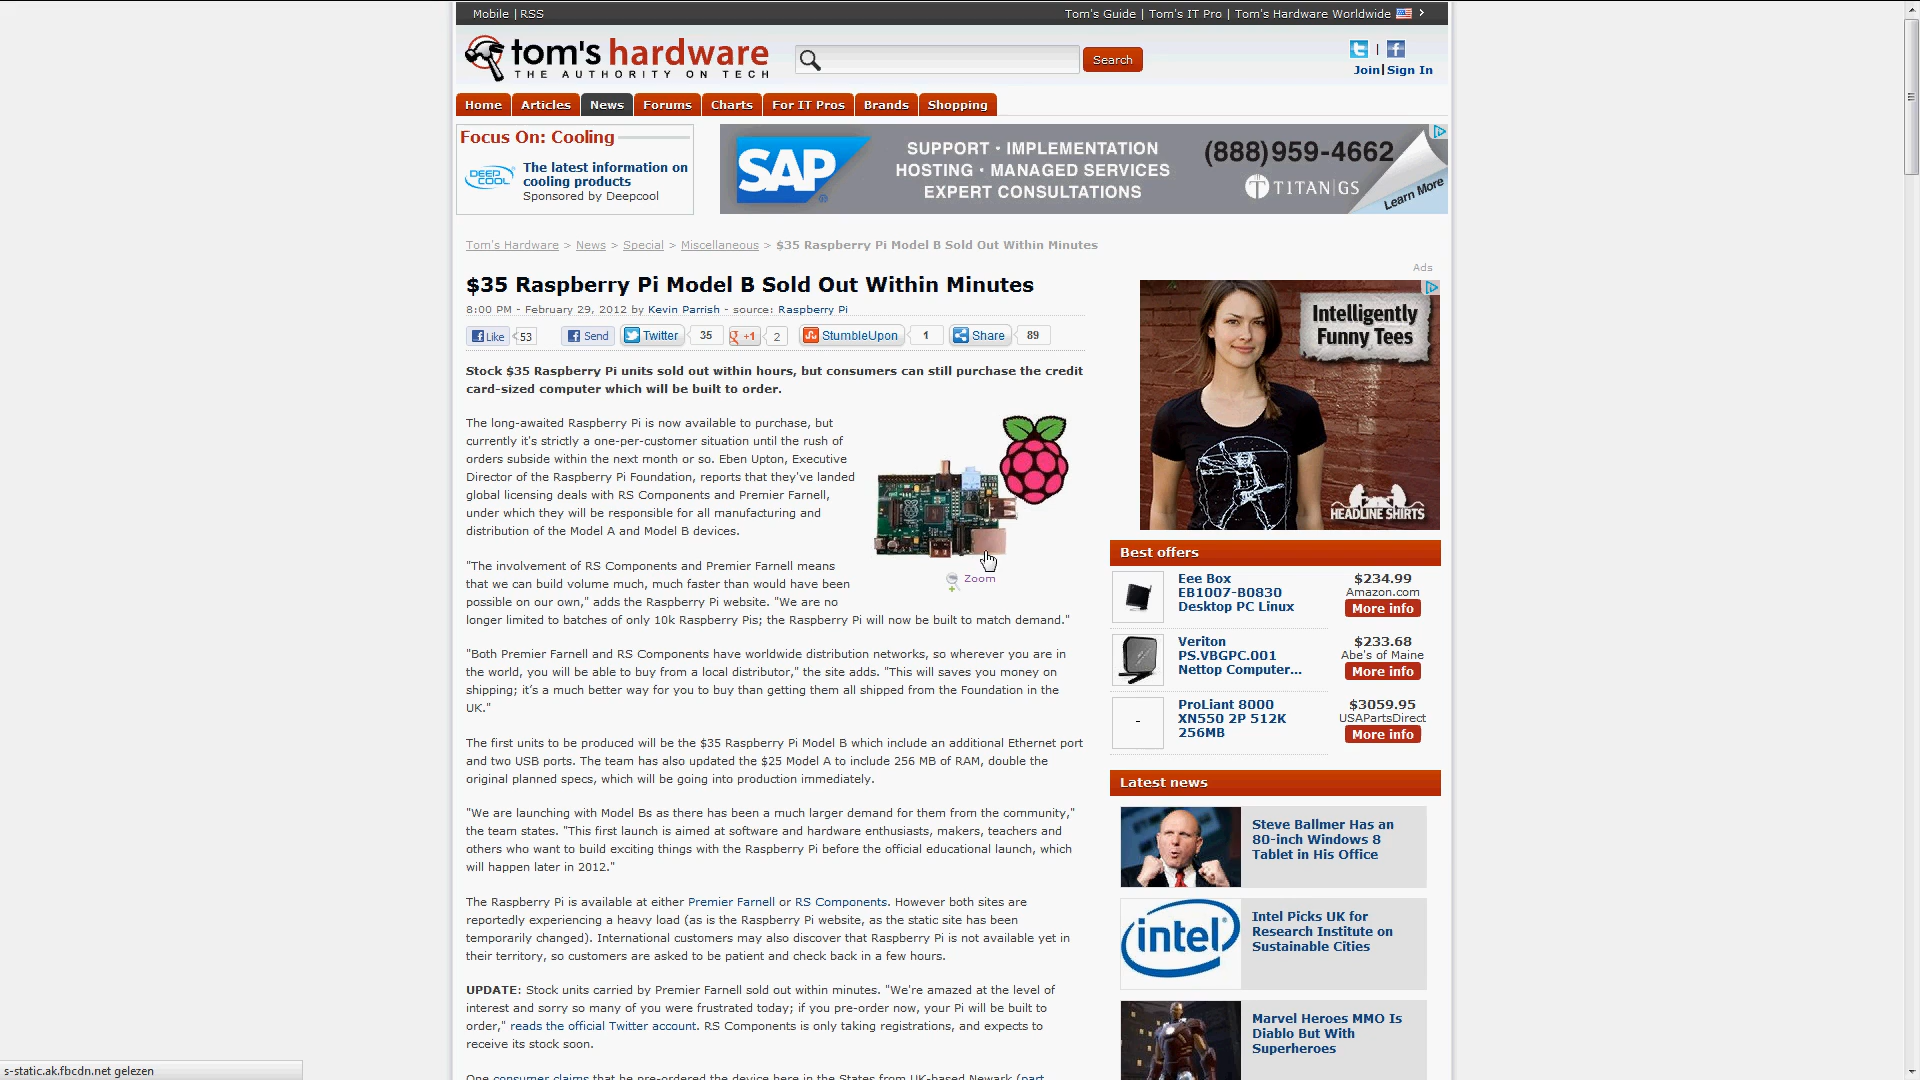 Mobile | RSS
Tom's Guide | Tom's IT Pro | Tom's Hardware Worldwide
tom's hardware
THE AUTHORITY ON TECH
Search
Join | Sign In
Home Articles News Forums Charts For IT Pros Brands Shopping
Focus On: Cooling
DEEP COOL
The latest information on
cooling products
Sponsored by Deepcool
SAP
SUPPORT · IMPLEMENTATION
HOSTING · MANAGED SERVICES
EXPERT CONSULTATIONS
(888)959-4662
TITAN|GS
Learn More
Tom's Hardware > News > Special > Miscellaneous > $35 Raspberry Pi Model B Sold Out Within Minutes
$35 Raspberry Pi Model B Sold Out Within Minutes
8:00 PM - February 29, 2012 by Kevin Parrish - source: Raspberry Pi
Like 53 Send Twitter 35 +1 2 StumbleUpon 1 Share 89
Stock $35 Raspberry Pi units sold out within hours, but consumers can still purchase the credit
card-sized computer which will be built to order.
The long-awaited Raspberry Pi is now available to purchase, but
currently it's strictly a one-per-customer situation until the rush of
orders subside within the next month or so. Eben Upton, Executive
Director of the Raspberry Pi Foundation, reports that they've landed
global licensing deals with RS Components and Premier Farnell,
under which they will be responsible for all manufacturing and
distribution of the Model A and Model B devices.
Zoom
"The involvement of RS Components and Premier Farnell means
that we can build volume much, much faster than would have been
possible on our own," adds the Raspberry Pi website. "We are no
longer limited to batches of only 10k Raspberry Pis; the Raspberry Pi will now be built to match demand."
"Both Premier Farnell and RS Components have worldwide distribution networks, so wherever you are in
the world, you will be able to buy from a local distributor," the site adds. "This will saves you money on
shipping; it’s a much better way for you to buy than getting them all shipped from the Foundation in the
UK."
The first units to be produced will be the $35 Raspberry Pi Model B which include an additional Ethernet port
and two USB ports. The team has also updated the $25 Model A to include 256 MB of RAM, double the
original planned specs, which will be going into production immediately.
"We are launching with Model Bs as there has been a much larger demand for them from the community,"
the team states. "This first launch is aimed at software and hardware enthusiasts, makers, teachers and
others who want to build exciting things with the Raspberry Pi before the official educational launch, which
will happen later in 2012."
The Raspberry Pi is available at either Premier Farnell or RS Components. However both sites are
reportedly experiencing a heavy load (as is the Raspberry Pi website, as the static site has been
temporarily changed). International customers may also discover that Raspberry Pi is not available yet in
their territory, so customers are asked to be patient and check back in a few hours.
UPDATE: Stock units carried by Premier Farnell sold out within minutes. "We're amazed at the level of
interest and sorry so many of you were frustrated today; if you pre-order now, your Pi will be built to
order," reads the official Twitter account. RS Components is only taking registrations, and expects to
receive its stock soon.
One consumer claims that he pre-ordered the device here in the States from UK-based Newark (part
Ads
Intelligently
Funny Tees
HEADLINE SHIRTS
Best offers
Eee Box
EB1007-B0830
Desktop PC Linux
$234.99
Amazon.com
More info
Veriton
PS.VBGPC.001
Nettop Computer...
$233.68
Abe's of Maine
More info
-
ProLiant 8000
XN550 2P 512K
256MB
$3059.95
USAPartsDirect
More info
Latest news
Steve Ballmer Has an
80-inch Windows 8
Tablet in His Office
intel
Intel Picks UK for
Research Institute on
Sustainable Cities
Marvel Heroes MMO Is
Diablo But With
Superheroes
s-static.ak.fbcdn.net gelezen